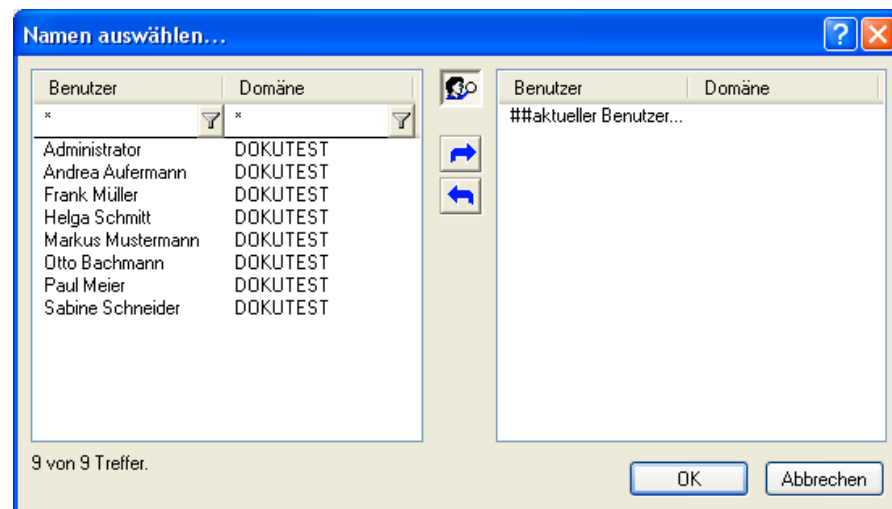 Namen auswählen...
Benutzer Domäne
* *
Administrator DOKUTEST
Andrea Aufermann DOKUTEST
Frank Müller DOKUTEST
Helga Schmitt DOKUTEST
Markus Mustermann DOKUTEST
Otto Bachmann DOKUTEST
Paul Meier DOKUTEST
Sabine Schneider DOKUTEST
9 von 9 Treffer.
Benutzer Domäne
##aktueller Benutzer...
OK Abbrechen